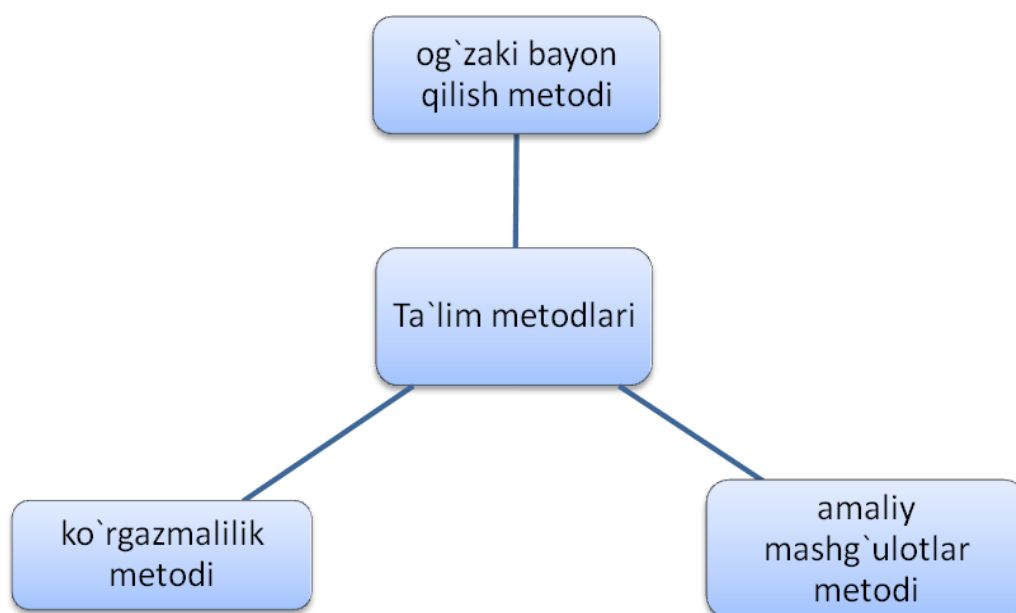 og`zaki bayon
qilish metodi
Ta`lim metodlari
ko`rgazmalilik
metodi
amaliy
mashg`ulotlar
metodi